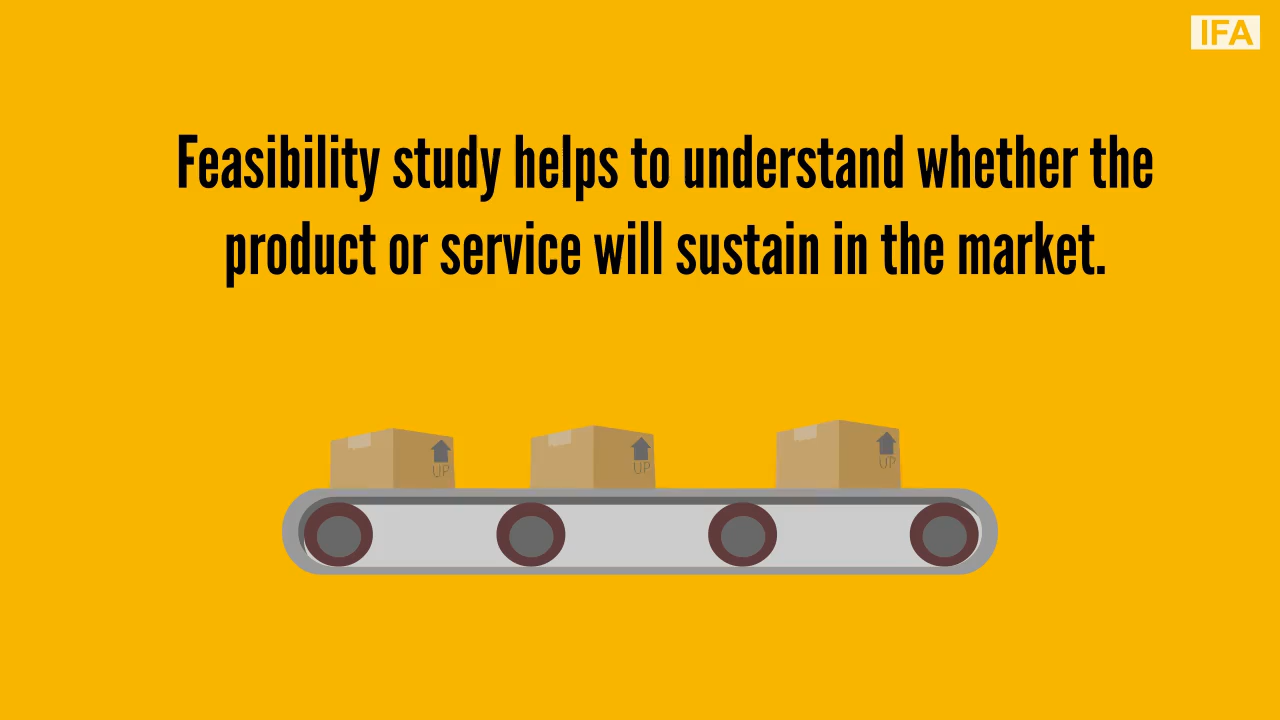 IFA
Feasibility study helps to understand whether the
product or service will sustain in the market.
UP
UP
UP